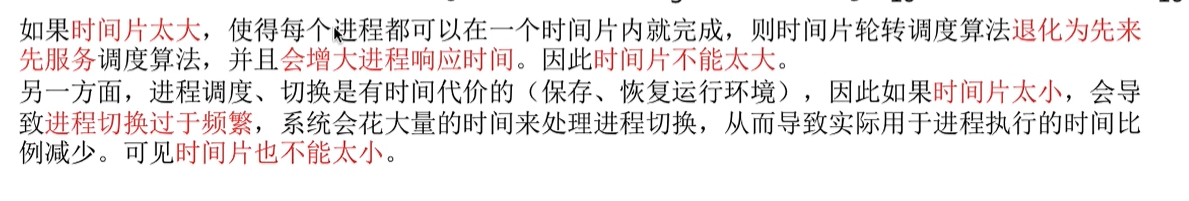 如果时间片太大，使得每个进程都可以在一个时间片内就完成，则时间片轮转调度算法退化为先来
先服务调度算法，并且会增大进程响应时间。因此时间片不能太大。
另一方面，进程调度、切换是有时间代价的（保存、恢复运行环境），因此如果时间片太小，会导
致进程切换过于频繁，系统会花大量的时间来处理进程切换，从而导致实际用于进程执行的时间比
例减少。可见时间片也不能太小。